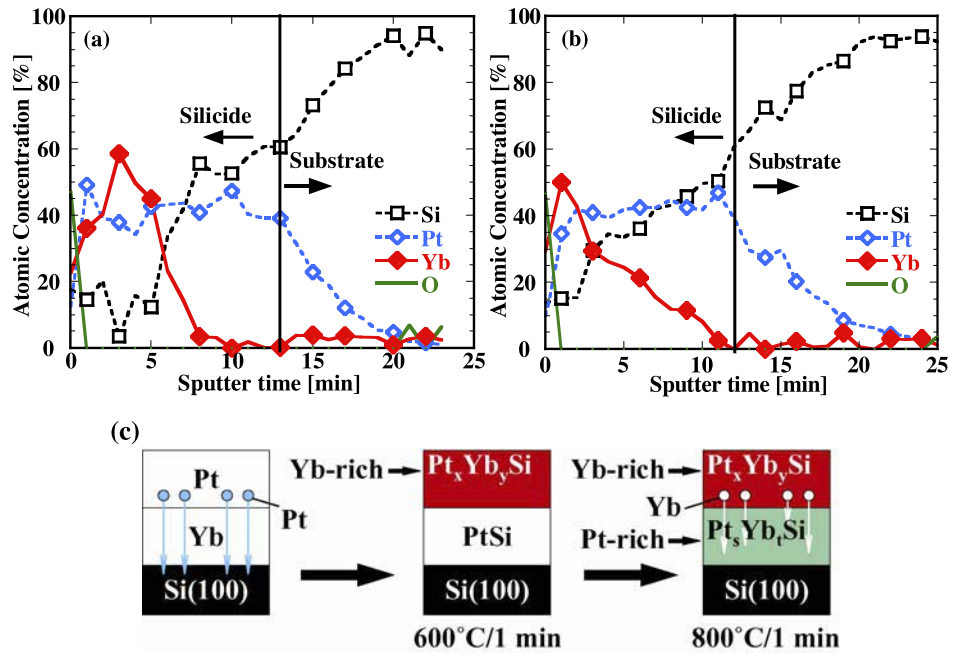 (a)
Atomic Concentration [%]
100
80
60
40
20
0
Silicide
Substrate
Si
Pt
Yb
O
0 5 10 15 20 25
Sputter time [min]
(b)
Atomic Concentration [%]
100
80
60
40
20
0
Silicide
Substrate
Si
Pt
Yb
O
0 5 10 15 20 25
Sputter time [min]
(c)
Pt
Pt
Yb
Si(100)
Yb-rich
PtxYbySi
PtSi
Si(100)
600°C/1 min
Yb-rich
PtxYbySi
Yb
Pt-rich
PtsYbtSi
Si(100)
800°C/1 min